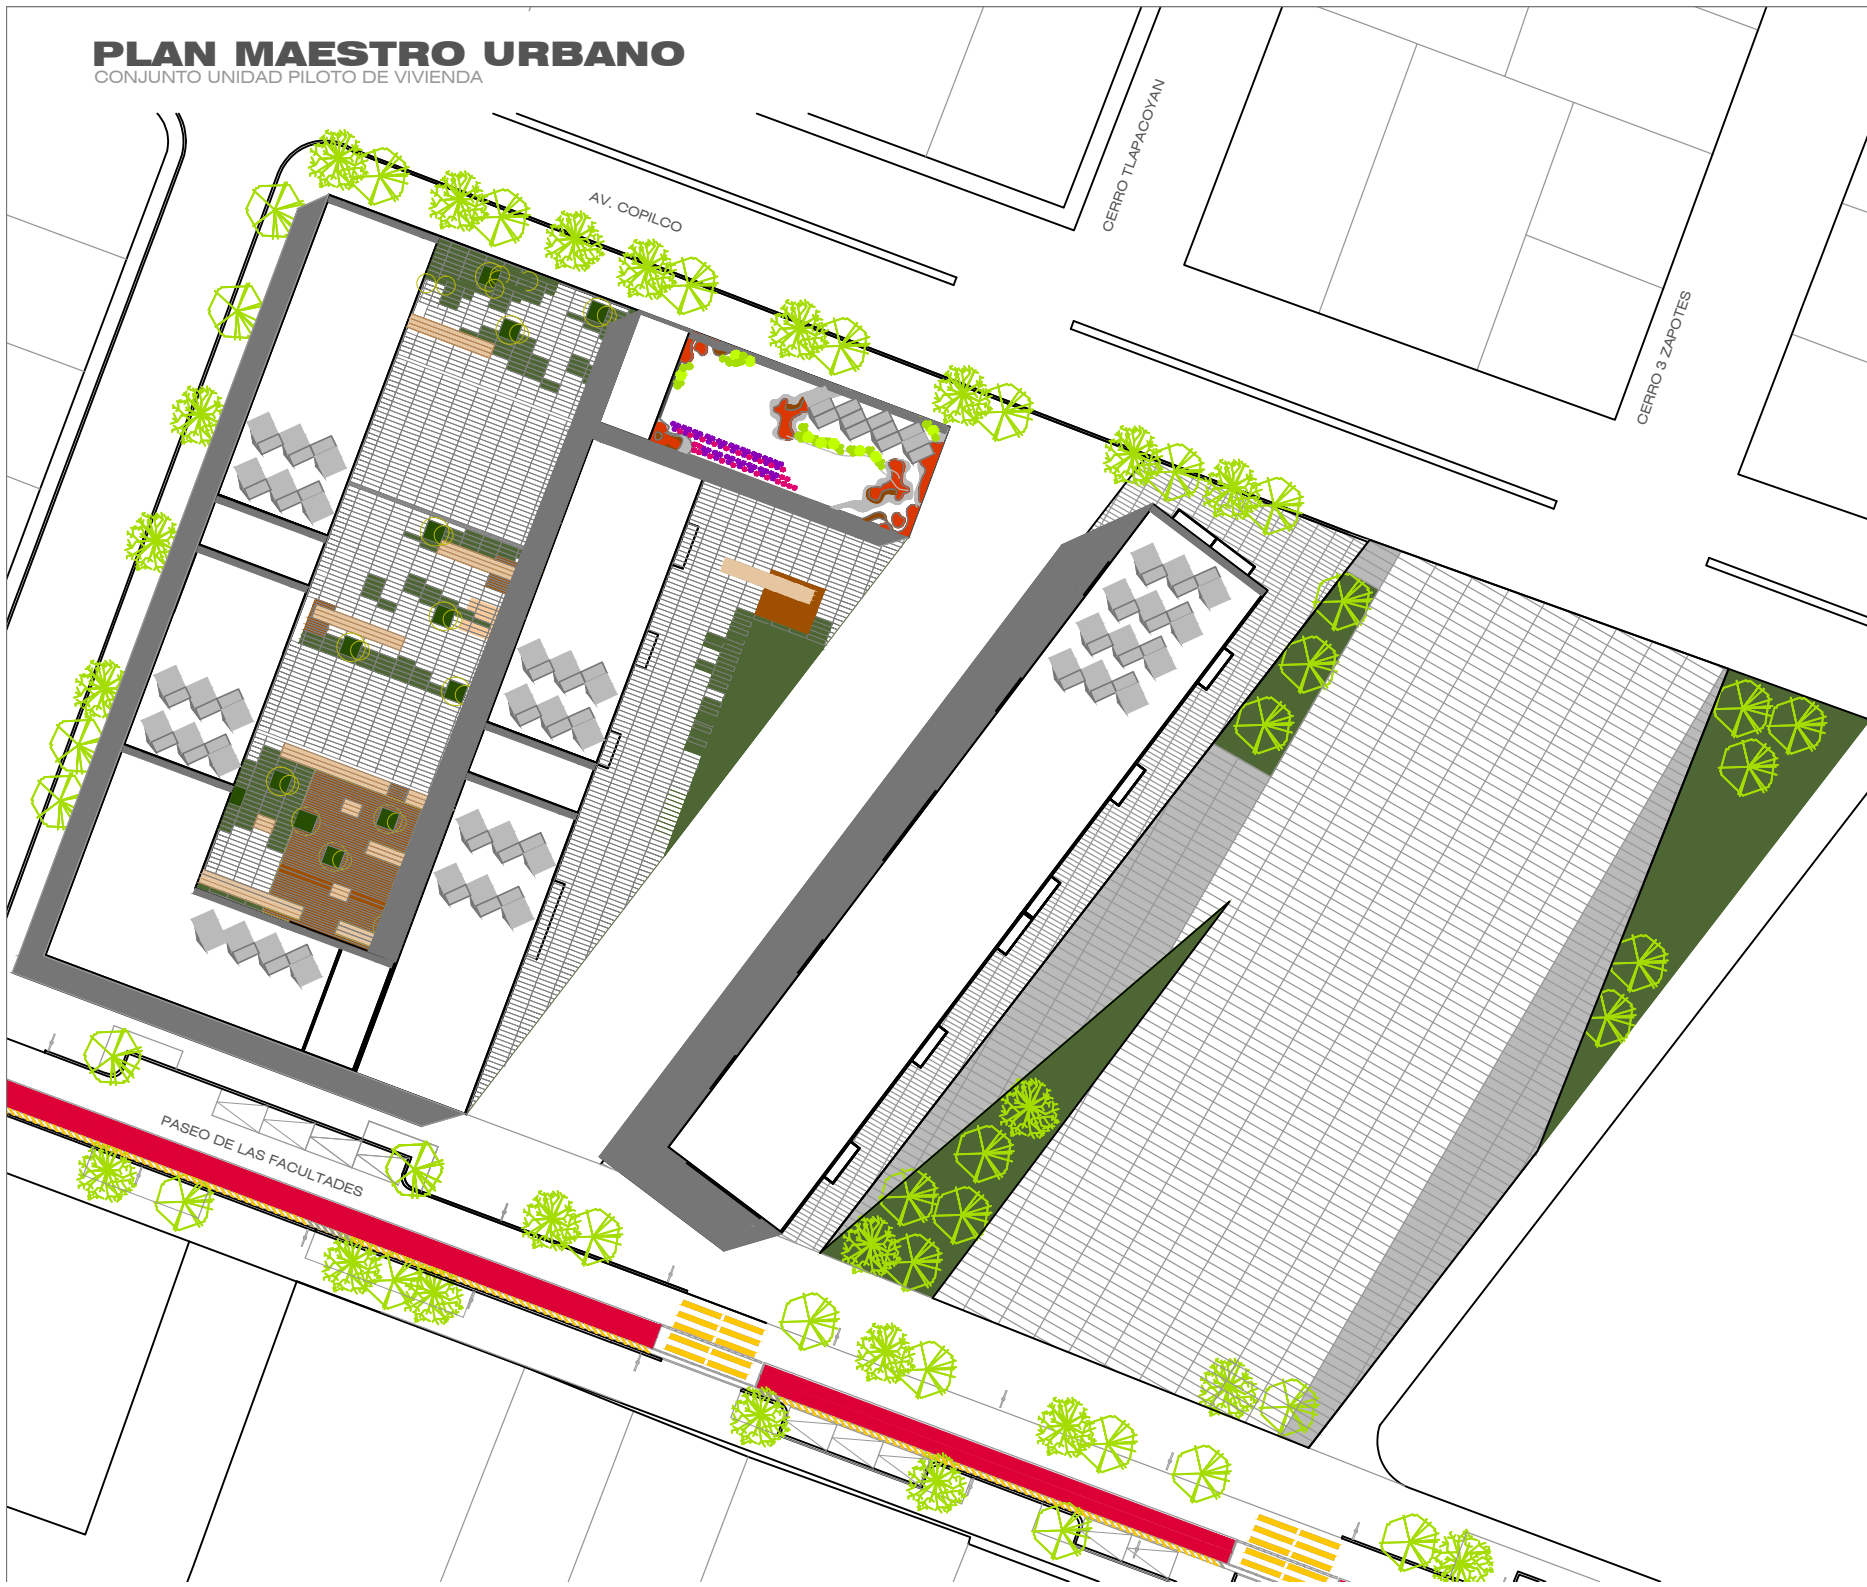 PLAN MAESTRO URBANO
CONJUNTO UNIDAD PILOTO DE VIVIENDA
CERRO TLAPACOYAN
AV. COPILCO
CERRO 3 ZAPOTES
PASEO DE LAS FACULTADES